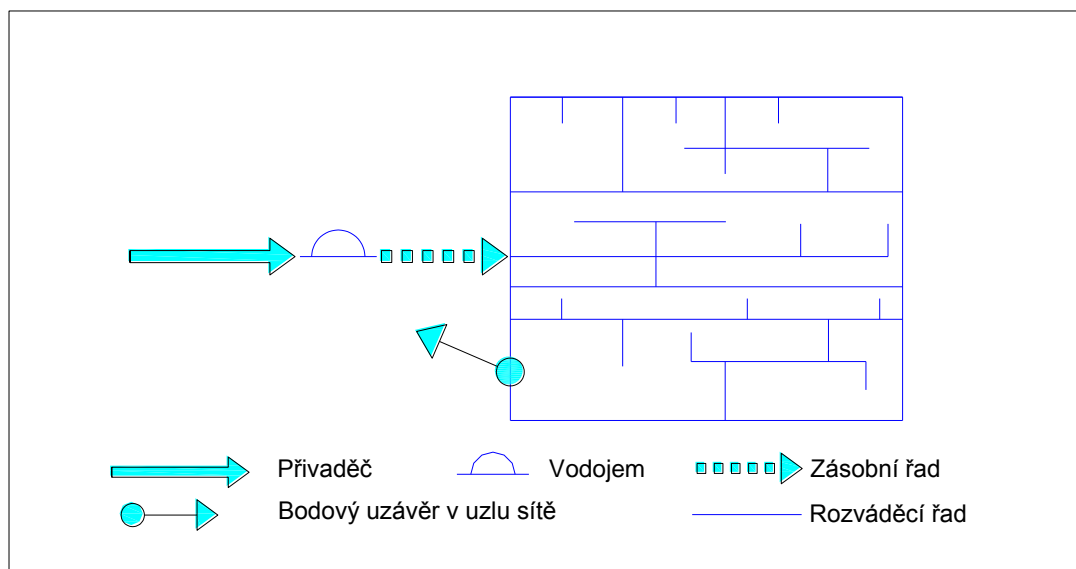 Přivaděč
Vodojem
Zásobní řad
Bodový uzávěr v uzlu sítě
Rozváděcí řad